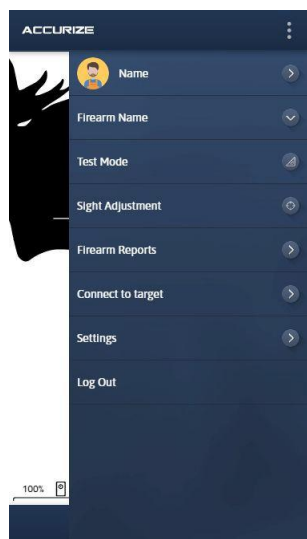 ACCURIZE
Name
Firearm Name
Test Mode
Sight Adjustment
Firearm Reports
Connect to target
Settings
Log Out
100%